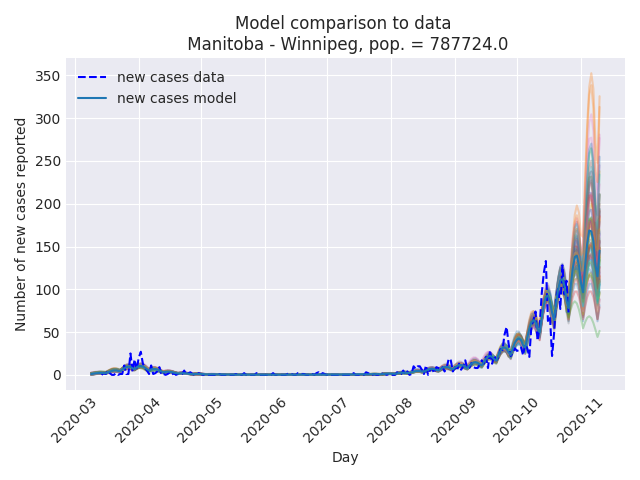 Model comparison to data
Manitoba - Winnipeg, pop. = 787724.0
new cases data
new cases model
Number of new cases reported
350
300
250
200
150
100
50
0
2020-03
2020-04
2020-05
2020-06
2020-07
2020-08
2020-09
2020-10
2020-11
Day